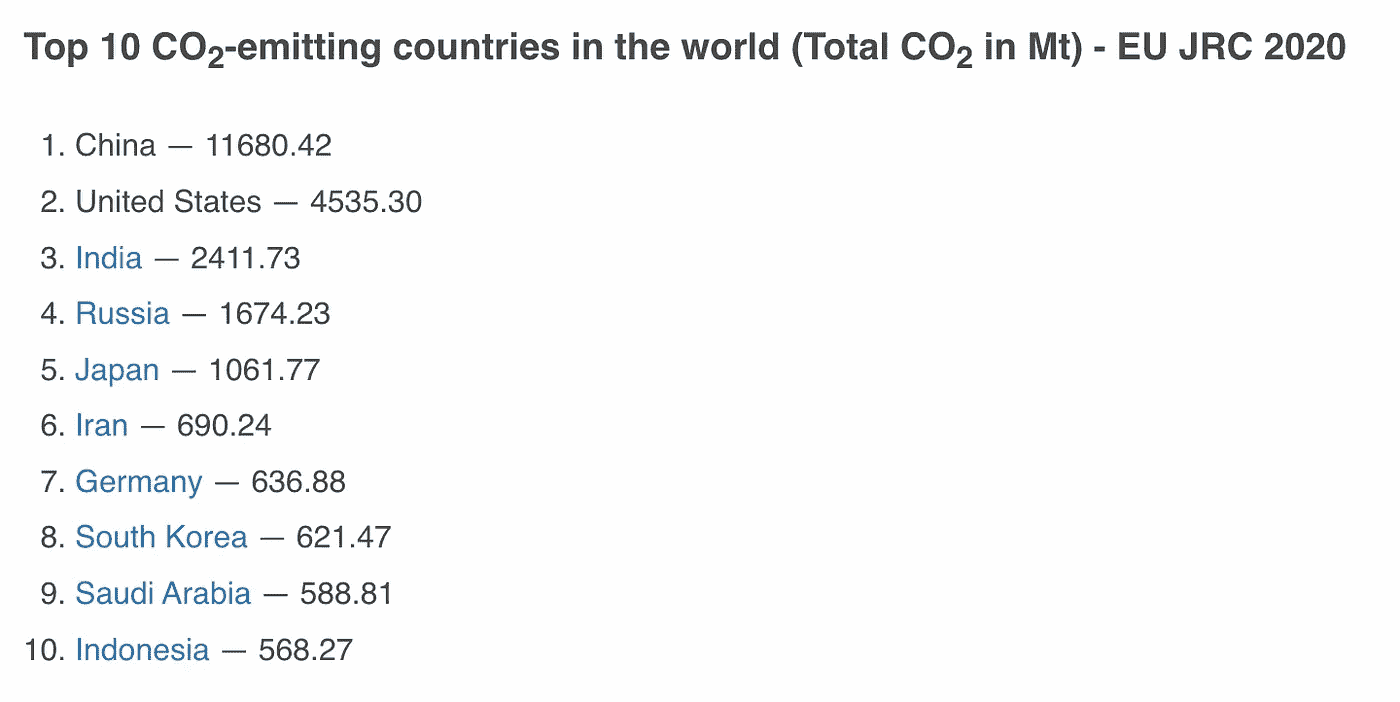 Top 10 CO₂-emitting countries in the world (Total CO₂ in Mt) - EU JRC 2020
1. China — 11680.42
2. United States — 4535.30
3. India — 2411.73
4. Russia — 1674.23
5. Japan — 1061.77
6. Iran — 690.24
7. Germany — 636.88
8. South Korea — 621.47
9. Saudi Arabia — 588.81
10. Indonesia — 568.27